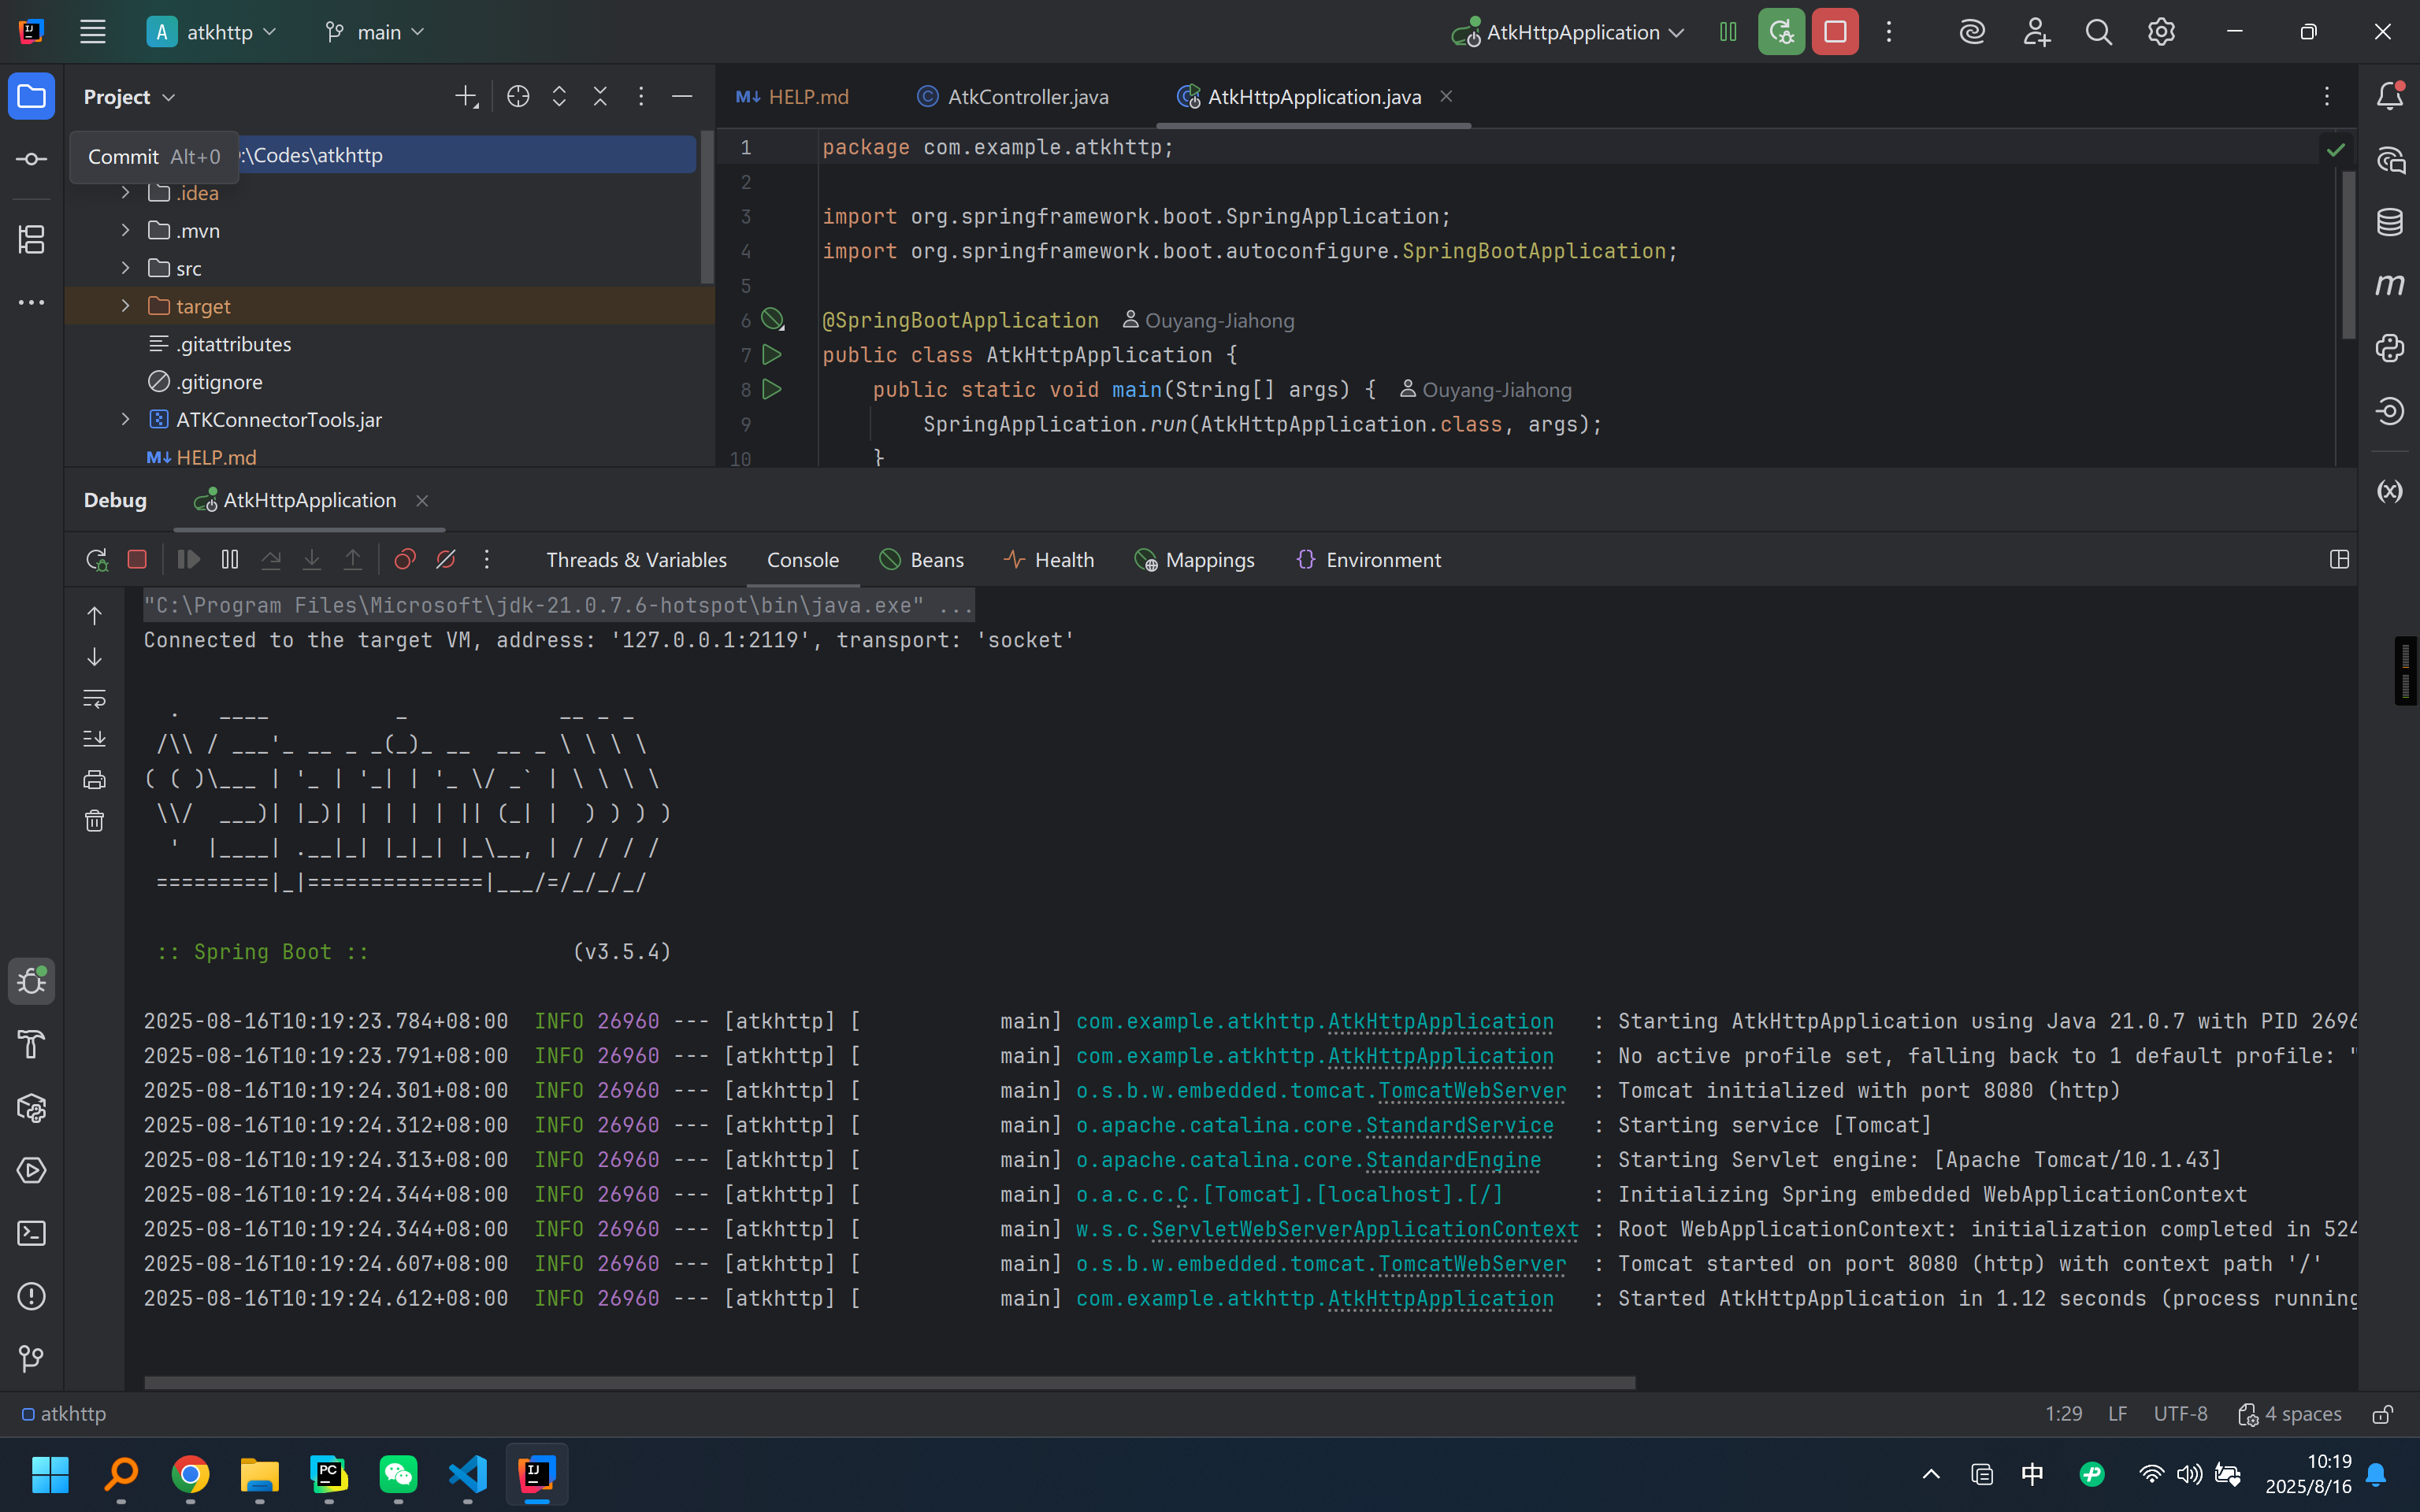 A atkhttp
main
AtkHttpApplication
Project
Commit Alt+0
:\Codes\atkhttp
.idea
.mvn
src
target
.gitattributes
.gitignore
ATKConnectorTools.jar
M↓ HELP.md
M↓ HELP.md
AtkController.java
AtkHttpApplication.java
1 package com.example.atkhttp;
2
3 import org.springframework.boot.SpringApplication;
4 import org.springframework.boot.autoconfigure.SpringBootApplication;
5
6 @SpringBootApplication Ouyang-Jiahong
7 public class AtkHttpApplication {
8 public static void main(String[] args) { Ouyang-Jiahong
9 SpringApplication.run(AtkHttpApplication.class, args);
10 }
Debug AtkHttpApplication
Threads & Variables Console Beans Health Mappings Environment
"C:\Program Files\Microsoft\jdk-21.0.7.6-hotspot\bin\java.exe" ...
Connected to the target VM, address: '127.0.0.1:2119', transport: 'socket'
  .   ____          _            __ _ _
 /\\ / ___'_ __ _ _(_)_ __  __ _ \ \ \ \
( ( )\___ | '_ | '_| | '_ \/ _` | \ \ \ \
 \\/  ___)| |_)| | | | | || (_| |  ) ) ) )
  '  |____| .__|_| |_|_| |_\__, | / / / /
 =========|_|==============|___/=/_/_/_/
 :: Spring Boot ::                (v3.5.4)
2025-08-16T10:19:23.784+08:00  INFO 26960 --- [atkhttp] [           main] com.example.atkhttp.AtkHttpApplication   : Starting AtkHttpApplication using Java 21.0.7 with PID 2696
2025-08-16T10:19:23.791+08:00  INFO 26960 --- [atkhttp] [           main] com.example.atkhttp.AtkHttpApplication   : No active profile set, falling back to 1 default profile: "
2025-08-16T10:19:24.301+08:00  INFO 26960 --- [atkhttp] [           main] o.s.b.w.embedded.tomcat.TomcatWebServer  : Tomcat initialized with port 8080 (http)
2025-08-16T10:19:24.312+08:00  INFO 26960 --- [atkhttp] [           main] o.apache.catalina.core.StandardService   : Starting service [Tomcat]
2025-08-16T10:19:24.313+08:00  INFO 26960 --- [atkhttp] [           main] o.apache.catalina.core.StandardEngine    : Starting Servlet engine: [Apache Tomcat/10.1.43]
2025-08-16T10:19:24.344+08:00  INFO 26960 --- [atkhttp] [           main] o.a.c.c.C.[Tomcat].[localhost].[/]       : Initializing Spring embedded WebApplicationContext
2025-08-16T10:19:24.344+08:00  INFO 26960 --- [atkhttp] [           main] w.s.c.ServletWebServerApplicationContext : Root WebApplicationContext: initialization completed in 524
2025-08-16T10:19:24.607+08:00  INFO 26960 --- [atkhttp] [           main] o.s.b.w.embedded.tomcat.TomcatWebServer  : Tomcat started on port 8080 (http) with context path '/'
2025-08-16T10:19:24.612+08:00  INFO 26960 --- [atkhttp] [           main] com.example.atkhttp.AtkHttpApplication   : Started AtkHttpApplication in 1.12 seconds (process running
atkhttp
1:29 LF UTF-8 4 spaces
中
10:19
2025/8/16